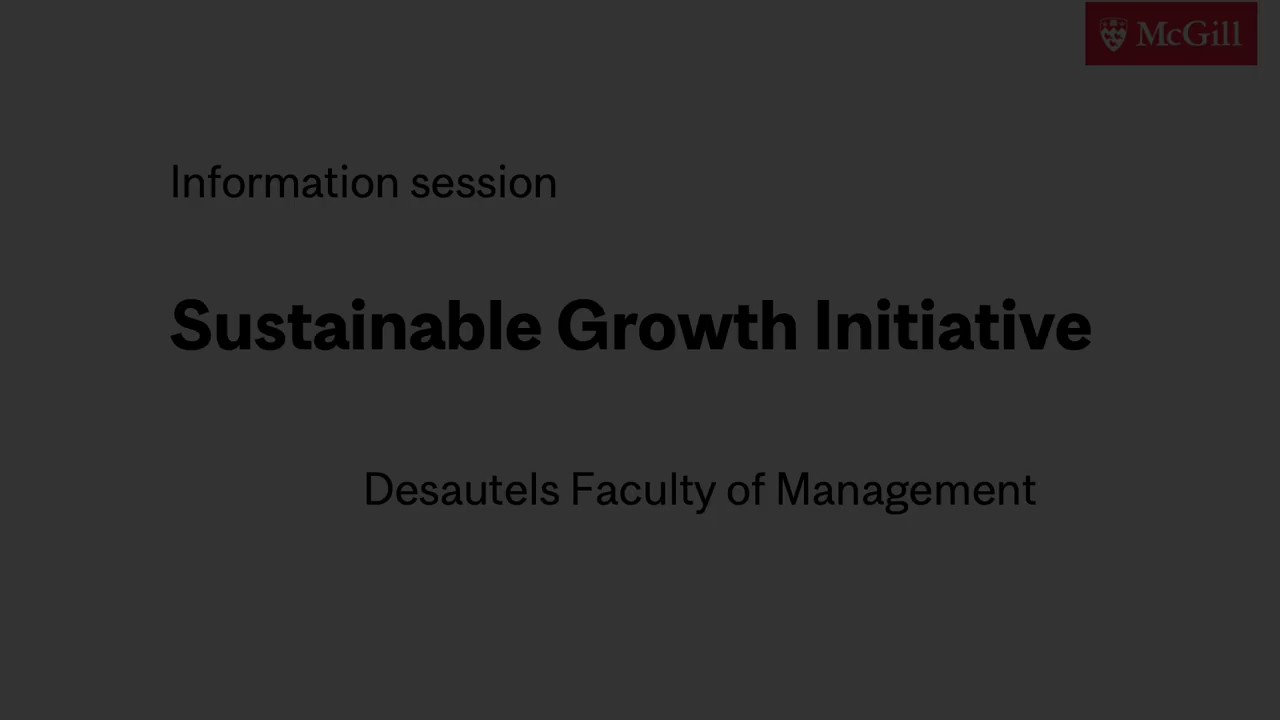 McGill
Information session
Sustainable Growth Initiative
Desautels Faculty of Management